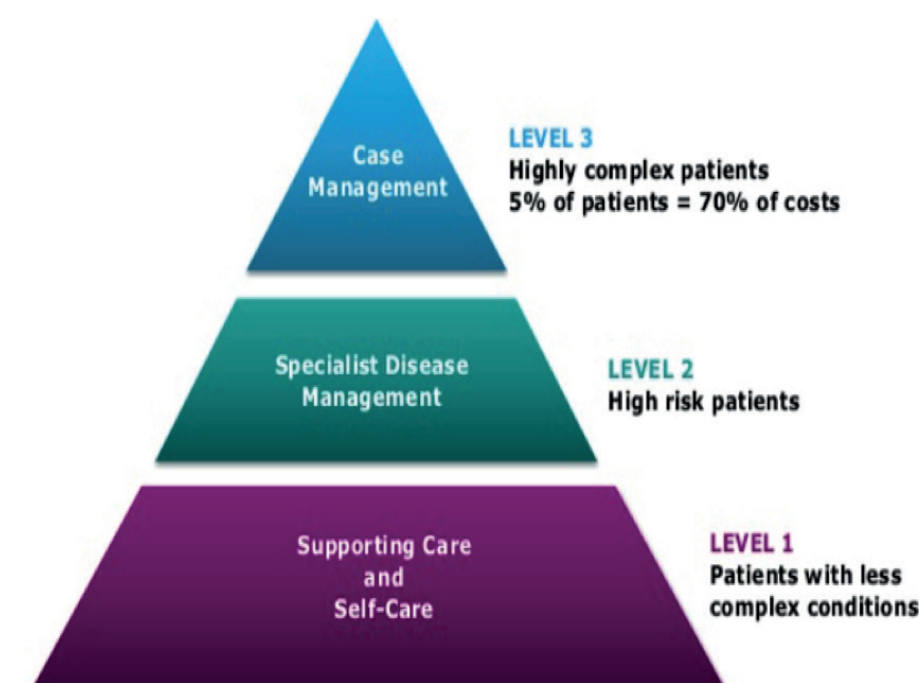 Case
Management
LEVEL 3
Highly complex patients
5% of patients = 70% of costs
Specialist Disease
Management
LEVEL 2
High risk patients
Supporting Care
and
Self-Care
LEVEL 1
Patients with less
complex conditions